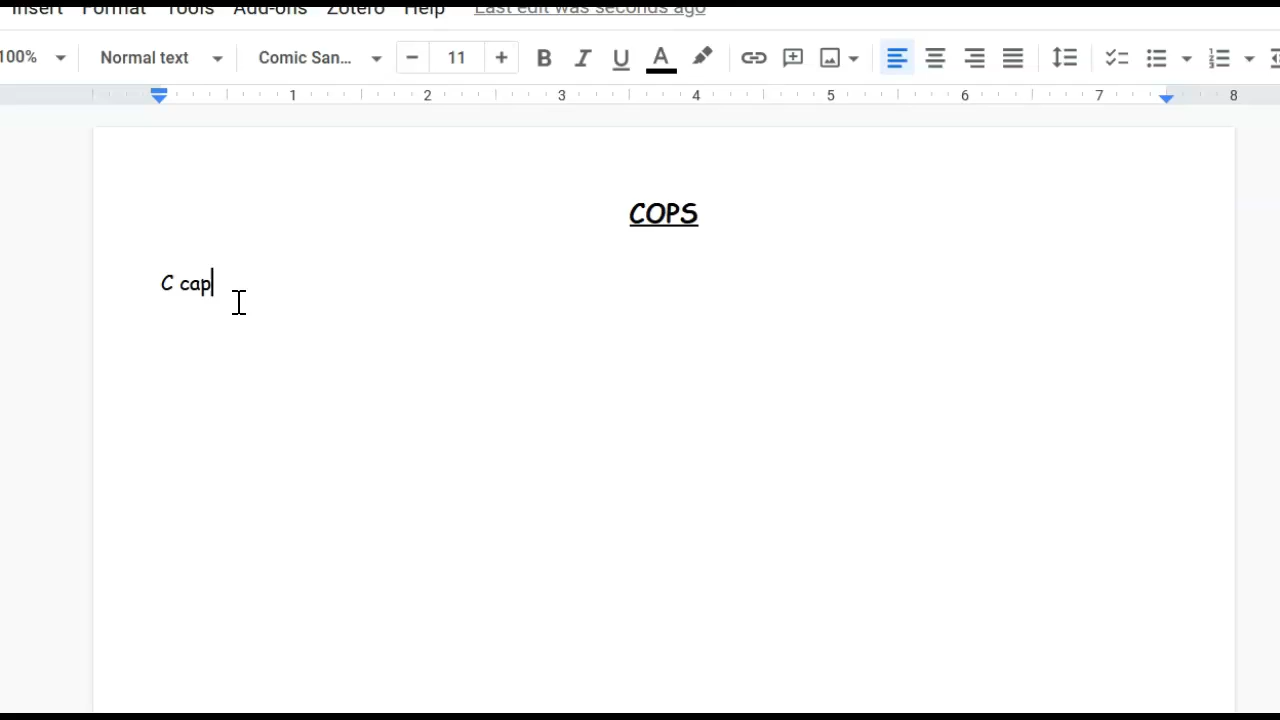 Insert Format Tools Add-ons Zotero Help Last edit was seconds ago
100% Normal text Comic San... − 11 + B I U A
1 2 3 4 5 6 7 8
COPS
C cap